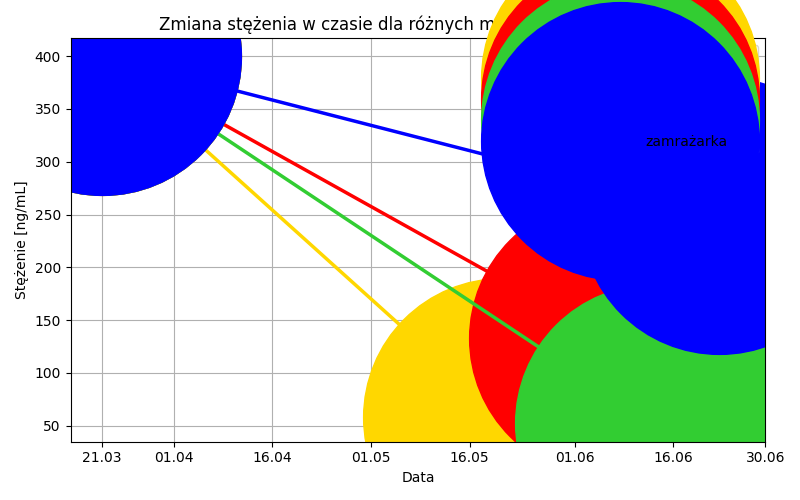 Zmiana stężenia w czasie dla różnych
Stężenie [ng/mL]
400
350
300
250
200
150
100
50
zamrażarka
21.03 01.04 16.04 01.05 16.05 01.06 16.06 30.06
Data